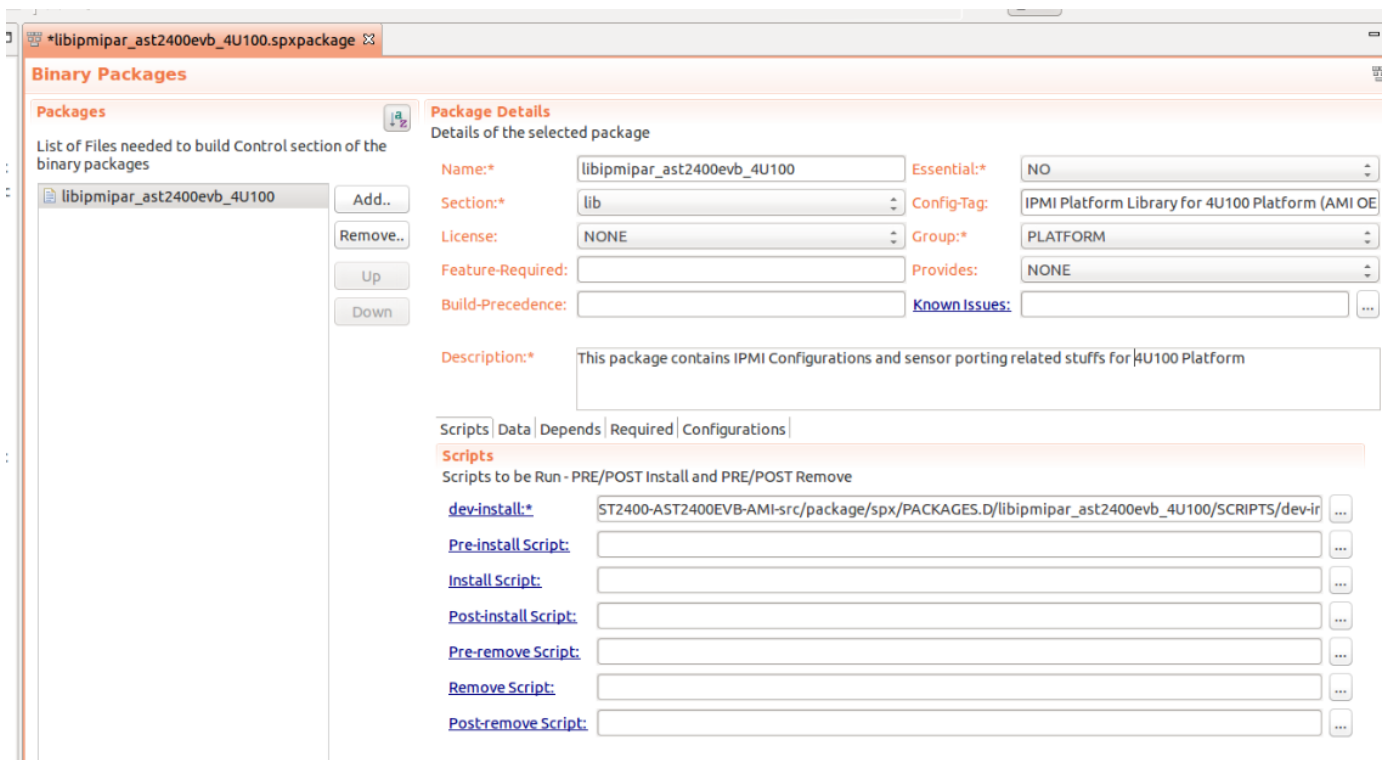 *libipmipar_ast2400evb_4U100.spxpackage
Binary Packages
Packages
List of Files needed to build Control section of the
binary packages
libipmipar_ast2400evb_4U100
Add..
Remove..
Up
Down
Package Details
Details of the selected package
Name:* libipmipar_ast2400evb_4U100 Essential:* NO
Section:* lib Config-Tag: IPMI Platform Library for 4U100 Platform (AMI OE
License: NONE Group:* PLATFORM
Feature-Required: Provides: NONE
Build-Precedence: Known Issues: ...
Description:* This package contains IPMI Configurations and sensor porting related stuffs for 4U100 Platform
Scripts Data Depends Required Configurations
Scripts
Scripts to be Run - PRE/POST Install and PRE/POST Remove
dev-install:* ST2400-AST2400EVB-AMI-src/package/spx/PACKAGES.D/libipmipar_ast2400evb_4U100/SCRIPTS/dev-ir ...
Pre-install Script: ...
Install Script: ...
Post-install Script: ...
Pre-remove Script: ...
Remove Script: ...
Post-remove Script: ...